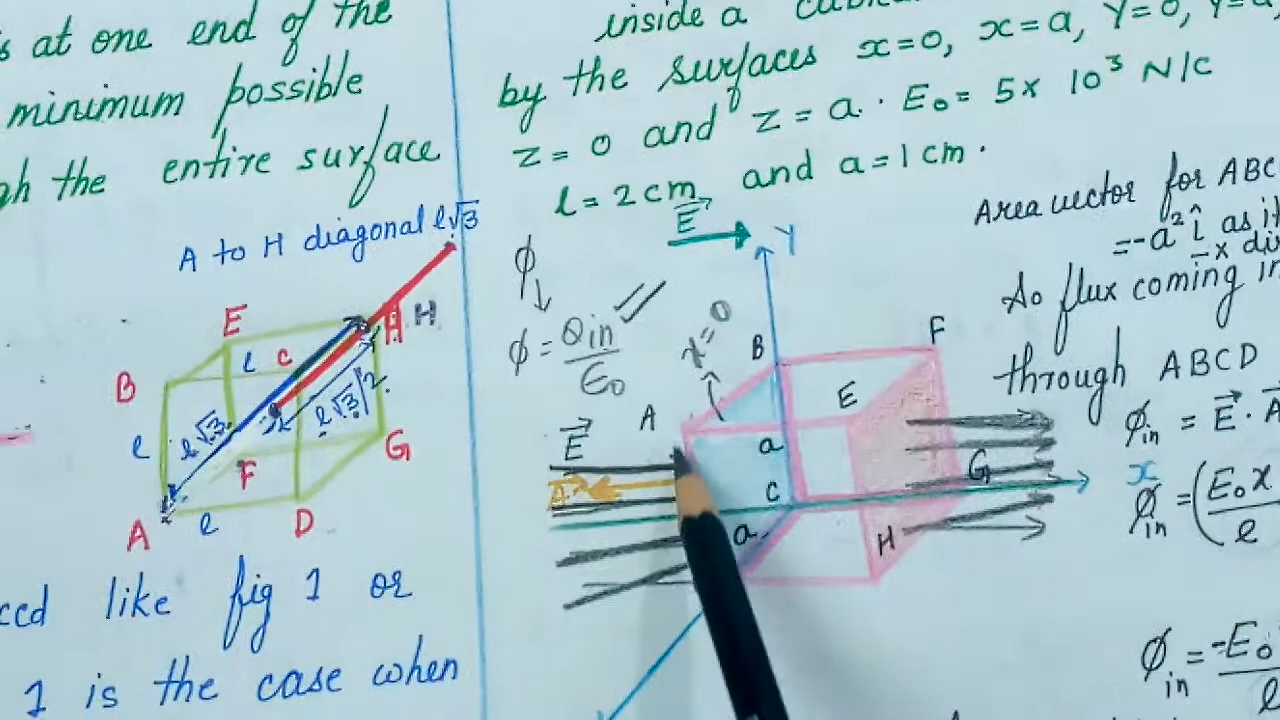 s at one end of the
minimum possible
gh the entire surface
A to H diagonal l√3
E
H
H
B
l
c
l√3
l√3/2
l
F
G
A
l
D
ccd like fig 1 or
1 is the case when
inside a
by the surfaces x=0, x=a, Y=0, Y=a,
z=0 and z=a. E₀= 5× 10³ N/C
l=2cm and a=1cm.
E⃗
Y
ϕ
↓
ϕ = Qin/ε₀
x=0
B
F
A
E
E⃗
a
c
G
a
H
x
Area vector for ABC
=-a² î as it
-x di
So flux coming in
through ABCD
ϕin = E⃗ · A
ϕin = (E₀x
l
ϕin = -E₀
l